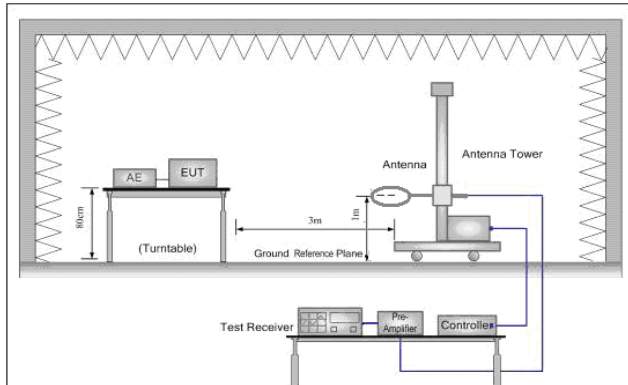 Antenna
Antenna Tower
AE
EUT
80cm
(Turntable)
3m
1m
Ground Reference Plane
Test Receiver
Pre-
Amplifier
Controller